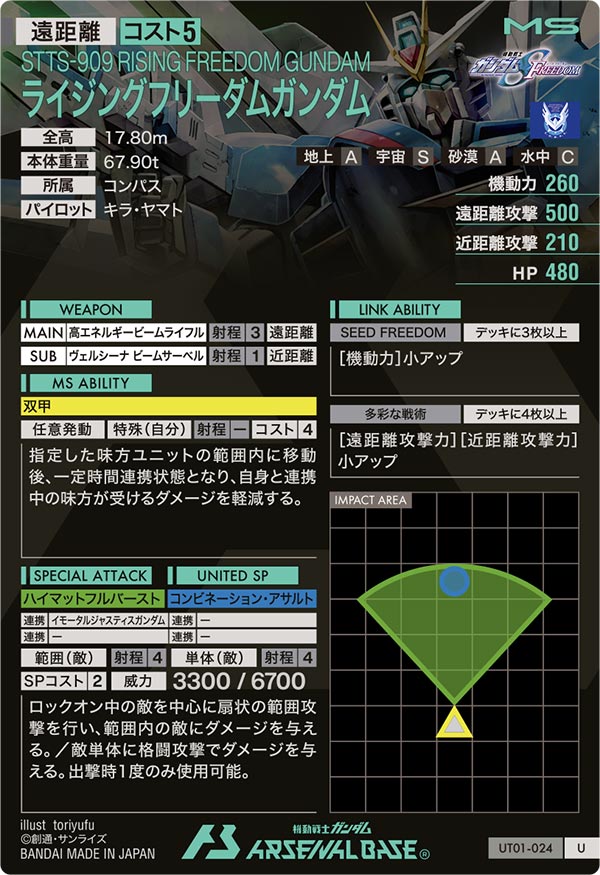 遠距離 コスト5
MS
STTS-909 RISING FREEDOM GUNDAM
ライジングフリーダムガンダム
機動戦士ガンダム SEED FREEDOM
全高 17.80m
本体重量 67.90t
所属 コンパス
パイロット キラ・ヤマト
地上 A 宇宙 S 砂漠 A 水中 C
機動力 260
遠距離攻撃 500
近距離攻撃 210
HP 480
WEAPON
MAIN 高エネルギービームライフル 射程 3 遠距離
SUB ヴェルシーナ ビームサーベル 射程 1 近距離
MS ABILITY
双甲
任意発動 特殊(自分) 射程 ー コスト 4
指定した味方ユニットの範囲内に移動
後、一定時間連携状態となり、自身と連携
中の味方が受けるダメージを軽減する。
LINK ABILITY
SEED FREEDOM デッキに3枚以上
[機動力]小アップ
多彩な戦術 デッキに4枚以上
[遠距離攻撃力][近距離攻撃力]
小アップ
SPECIAL ATTACK UNITED SP
ハイマットフルバースト コンビネーション・アサルト
連携 イモータルジャスティスガンダム 連携 ー
連携 ー 連携 ー
範囲(敵) 射程 4 単体(敵) 射程 4
SPコスト 2 威力 3300 / 6700
ロックオン中の敵を中心に扇状の範囲攻
撃を行い、範囲内の敵にダメージを与え
る。／敵単体に格闘攻撃でダメージを与
える。出撃時1度のみ使用可能。
IMPACT AREA
illust toriyufu
©創通・サンライズ
BANDAI MADE IN JAPAN
機動戦士ガンダム
ARSENAL BASE®
UT01-024 U